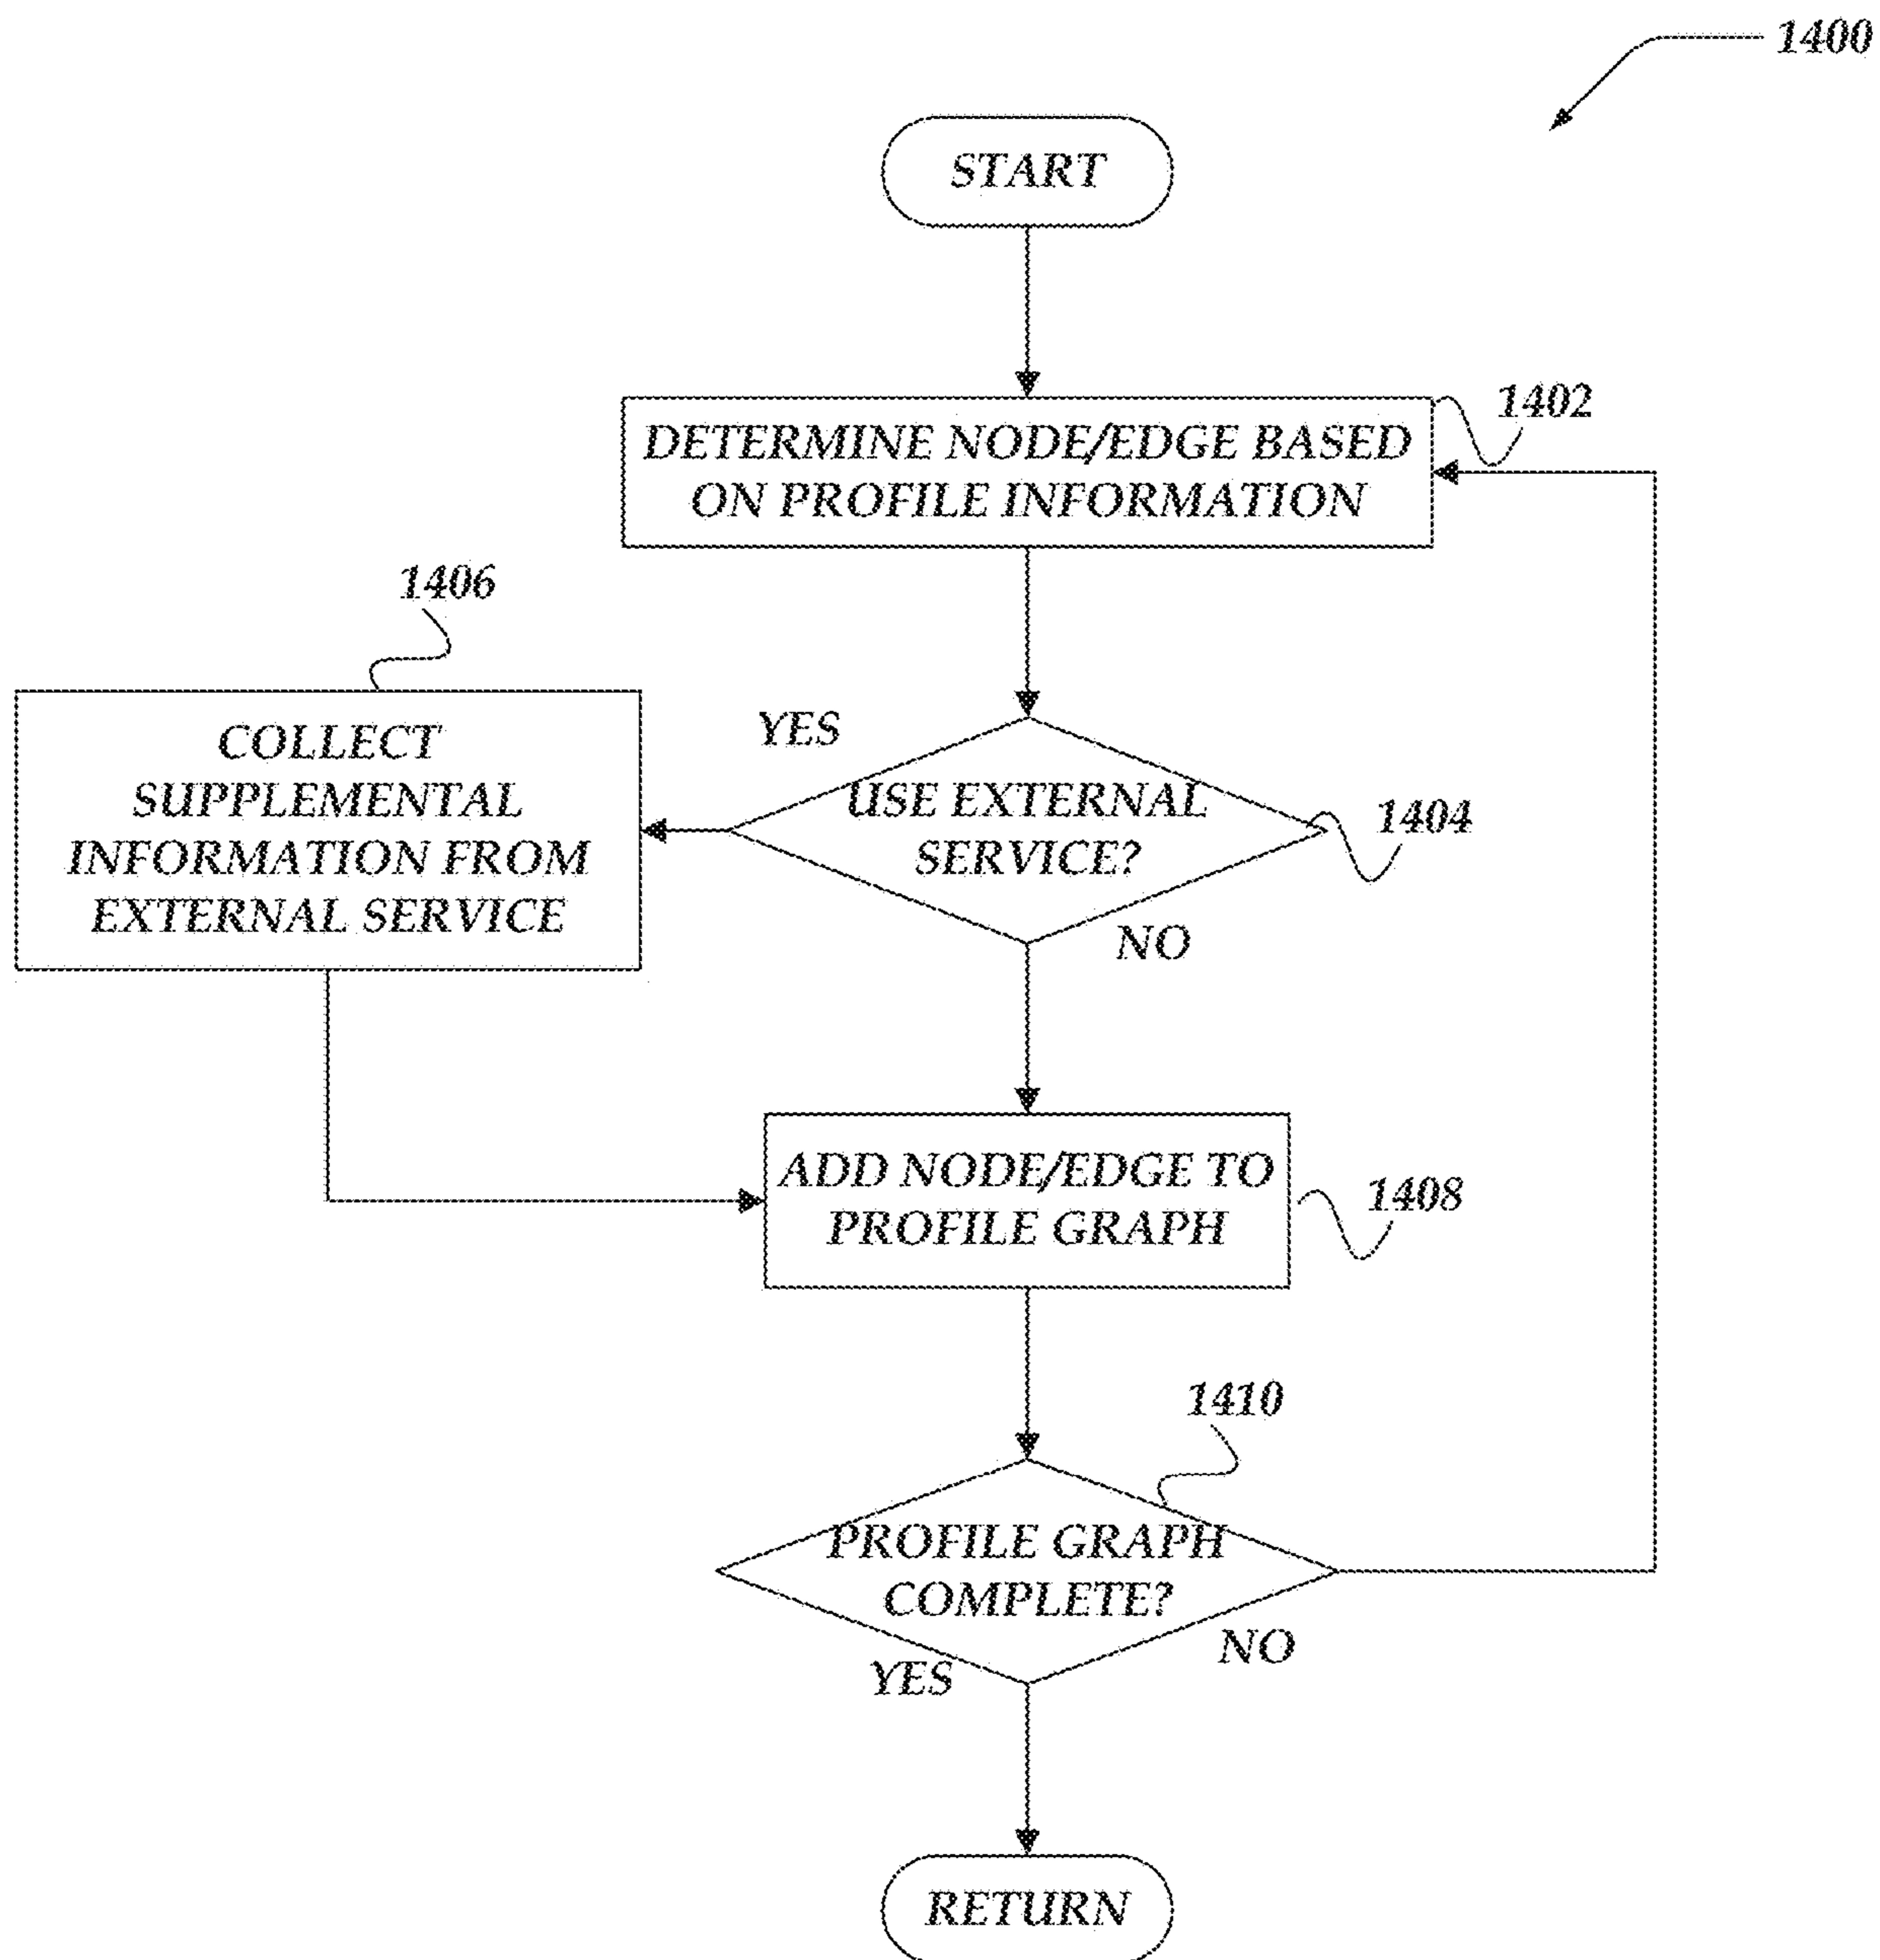 1400
START
1402
DETERMINE NODE/EDGE BASED
ON PROFILE INFORMATION
1406
COLLECT
SUPPLEMENTAL
INFORMATION FROM
EXTERNAL SERVICE
YES
USE EXTERNAL
SERVICE?
1404
NO
ADD NODE/EDGE TO
PROFILE GRAPH
1408
1410
PROFILE GRAPH
COMPLETE?
NO
YES
RETURN